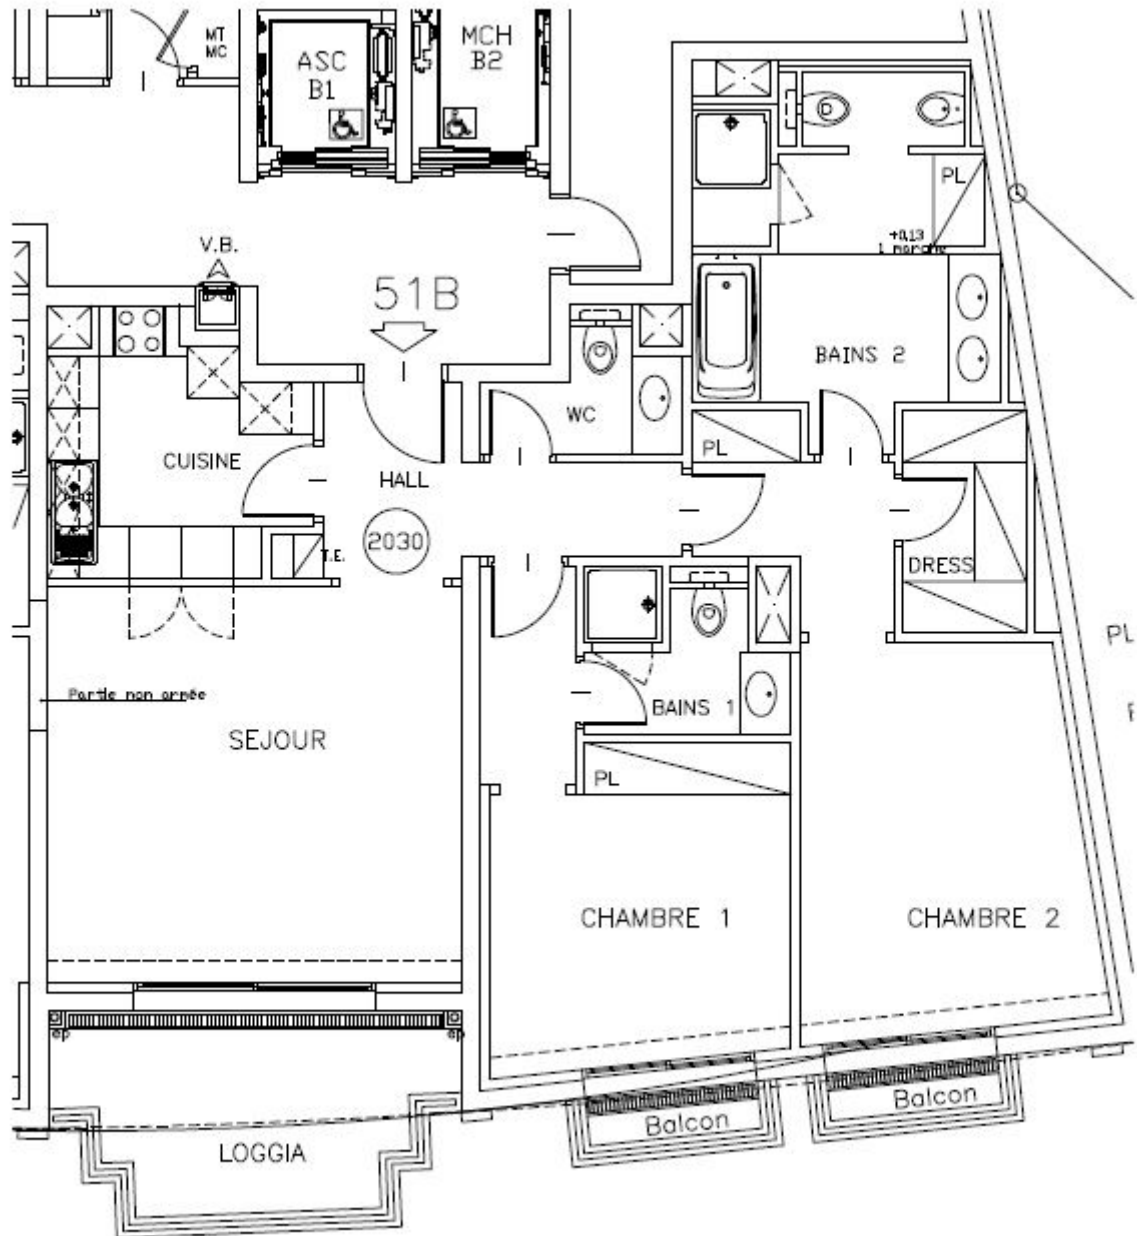 MT
MC
ASC
B1
MCH
B2
PL
+0.13
1 marche
V.B.
51B
BAINS 2
WC
PL
CUISINE
HALL
2030
T.E.
DRESS
PL
Partie non armée
BAINS 1
SEJOUR
PL
CHAMBRE 1
CHAMBRE 2
Balcon
Balcon
LOGGIA